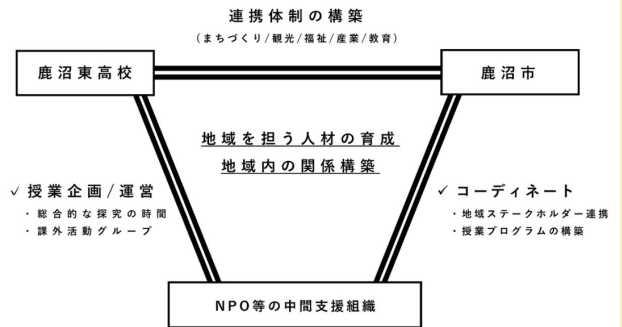 連携体制の構築
(まちづくり/観光/福祉/産業/教育)
鹿沼東高校
鹿沼市
地域を担う人材の育成
地域内の関係構築
✓ 授業企画/運営
・総合的な探究の時間
・課外活動グループ
✓ コーディネート
・地域ステークホルダー連携
・授業プログラムの構築
NPO等の中間支援組織